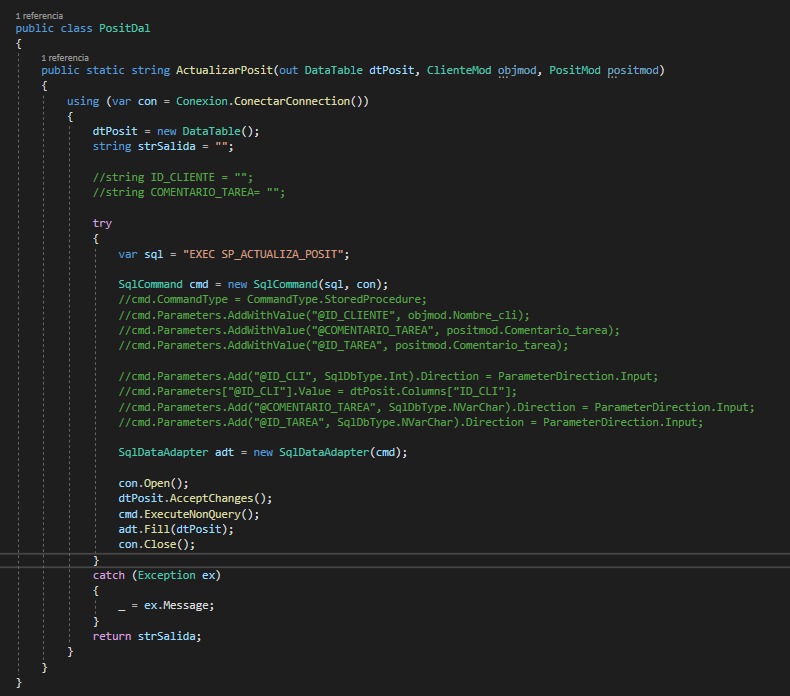 1 referencia
public class PositDal
{
1 referencia
public static string ActualizarPosit(out DataTable dtPosit, ClienteMod objmod, PositMod positmod)
{
using (var con = Conexion.ConectarConnection())
{
dtPosit = new DataTable();
string strSalida = "";
//string ID_CLIENTE = "";
//string COMENTARIO_TAREA= "";
try
{
var sql = "EXEC SP_ACTUALIZA_POSIT";
SqlCommand cmd = new SqlCommand(sql, con);
//cmd.CommandType = CommandType.StoredProcedure;
//cmd.Parameters.AddWithValue("@ID_CLIENTE", objmod.Nombre_cli);
//cmd.Parameters.AddWithValue("@COMENTARIO_TAREA", positmod.Comentario_tarea);
//cmd.Parameters.AddWithValue("@ID_TAREA", positmod.Comentario_tarea);
//cmd.Parameters.Add("@ID_CLI", SqlDbType.Int).Direction = ParameterDirection.Input;
//cmd.Parameters["@ID_CLI"].Value = dtPosit.Columns["ID_CLI"];
//cmd.Parameters.Add("@COMENTARIO_TAREA", SqlDbType.NVarChar).Direction = ParameterDirection.Input;
//cmd.Parameters.Add("@ID_TAREA", SqlDbType.NVarChar).Direction = ParameterDirection.Input;
SqlDataAdapter adt = new SqlDataAdapter(cmd);
con.Open();
dtPosit.AcceptChanges();
cmd.ExecuteNonQuery();
adt.Fill(dtPosit);
con.Close();
}
catch (Exception ex)
{
_ = ex.Message;
}
return strSalida;
}
}
}